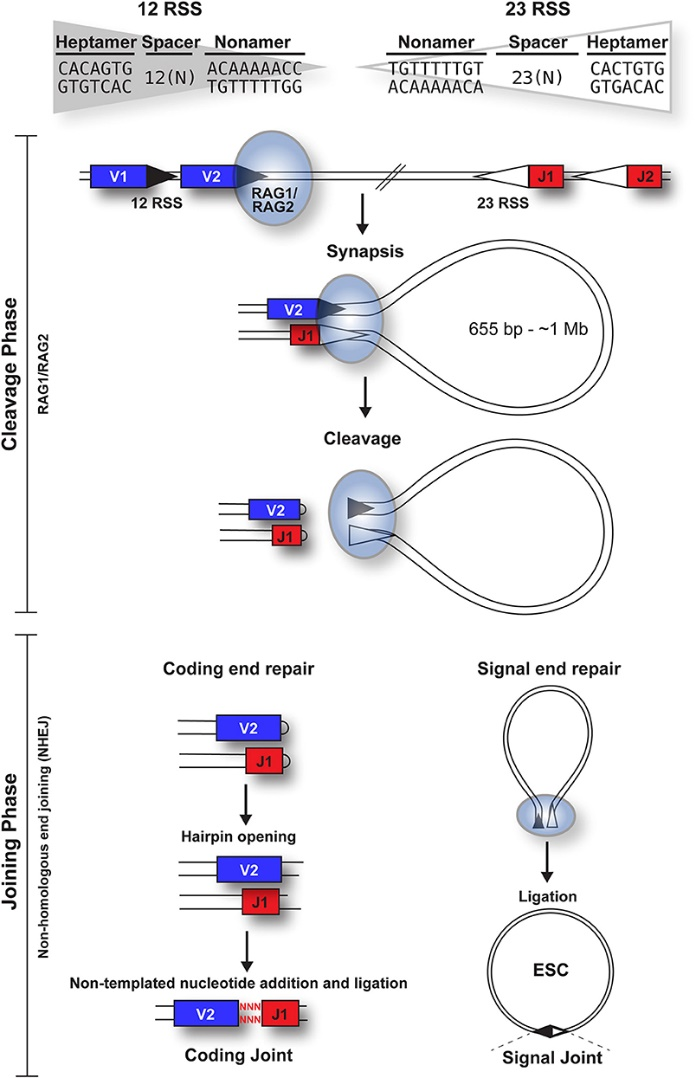 12 RSS
23 RSS
Heptamer Spacer Nonamer
Nonamer Spacer Heptamer
CACAGTG 12(N) ACAAAAACC
GTGTCAC TGTTTTTGG
TGTTTTTGT 23(N) CACTGTG
ACAAAAACA GTGACAC
V1
V2
J1
J2
12 RSS
RAG1/
RAG2
23 RSS
Synapsis
V2
J1
655 bp - ~1 Mb
Cleavage
V2
J1
Cleavage Phase
RAG1/RAG2
Coding end repair
Signal end repair
V2
J1
Hairpin opening
V2
J1
Ligation
Non-templated nucleotide addition and ligation
V2 NNN J1
NNN
Coding Joint
ESC
Signal Joint
Joining Phase
Non-homologous end joining (NHEJ)